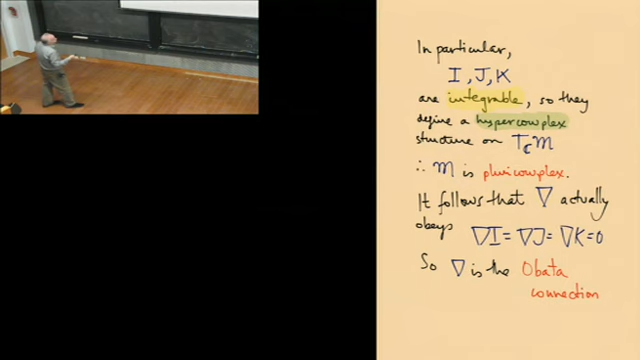 In particular,
I, J, K
are integrable, so they
define a hypercomplex
structure on T_ℂ M
∴ M is pluricomplex.
It follows that ∇ actually
obeys ∇I = ∇J = ∇K = 0
So ∇ is the Obata
connection